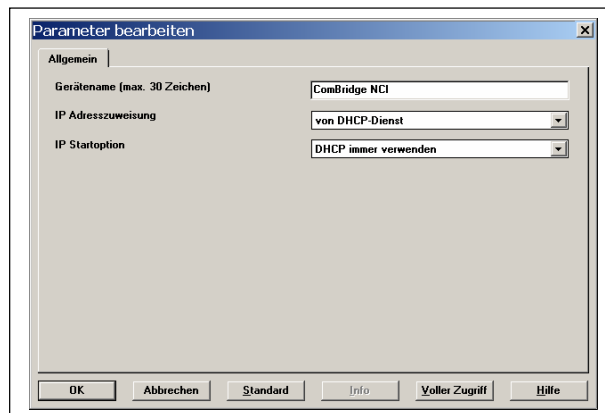 Parameter bearbeiten
Allgemein
Gerätename (max. 30 Zeichen) ComBridge NCI
IP Adresszuweisung von DHCP-Dienst
IP Startoption DHCP immer verwenden
OK Abbrechen Standard Info Voller Zugriff Hilfe